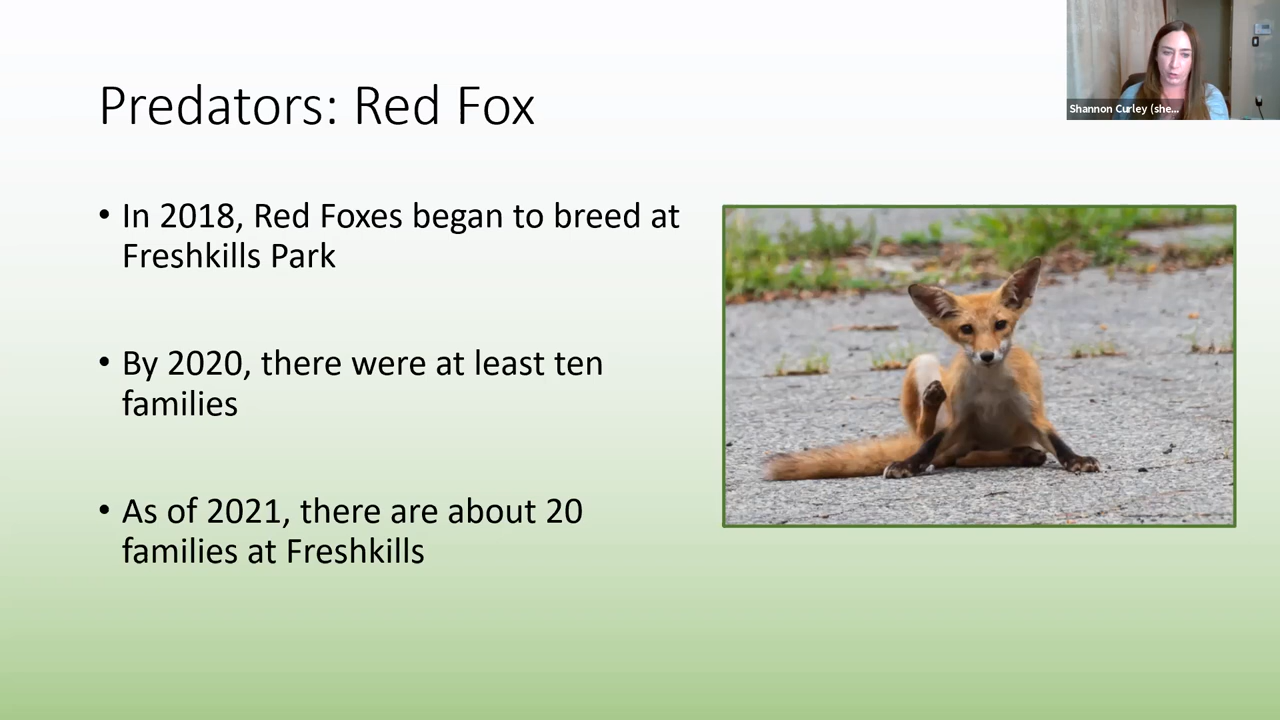 Shannon Curley (she...
Predators: Red Fox
• In 2018, Red Foxes began to breed at
Freshkills Park
• By 2020, there were at least ten
families
• As of 2021, there are about 20
families at Freshkills